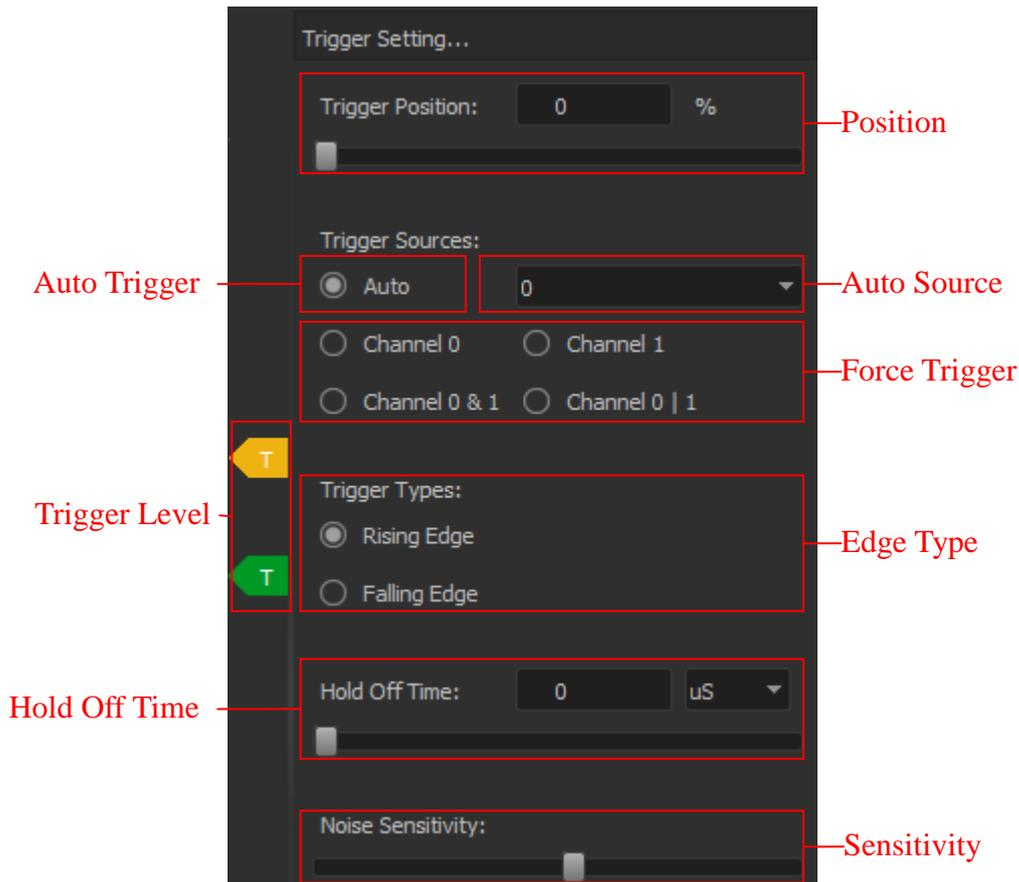 Trigger Setting...
Trigger Position: 0 %
Position
Trigger Sources:
Auto Trigger
Auto 0
Auto Source
Channel 0 Channel 1
Force Trigger
Channel 0 & 1 Channel 0 | 1
T
Trigger Types:
Trigger Level
Rising Edge
Edge Type
T
Falling Edge
Hold Off Time: 0 uS
Hold Off Time
Noise Sensitivity:
Sensitivity